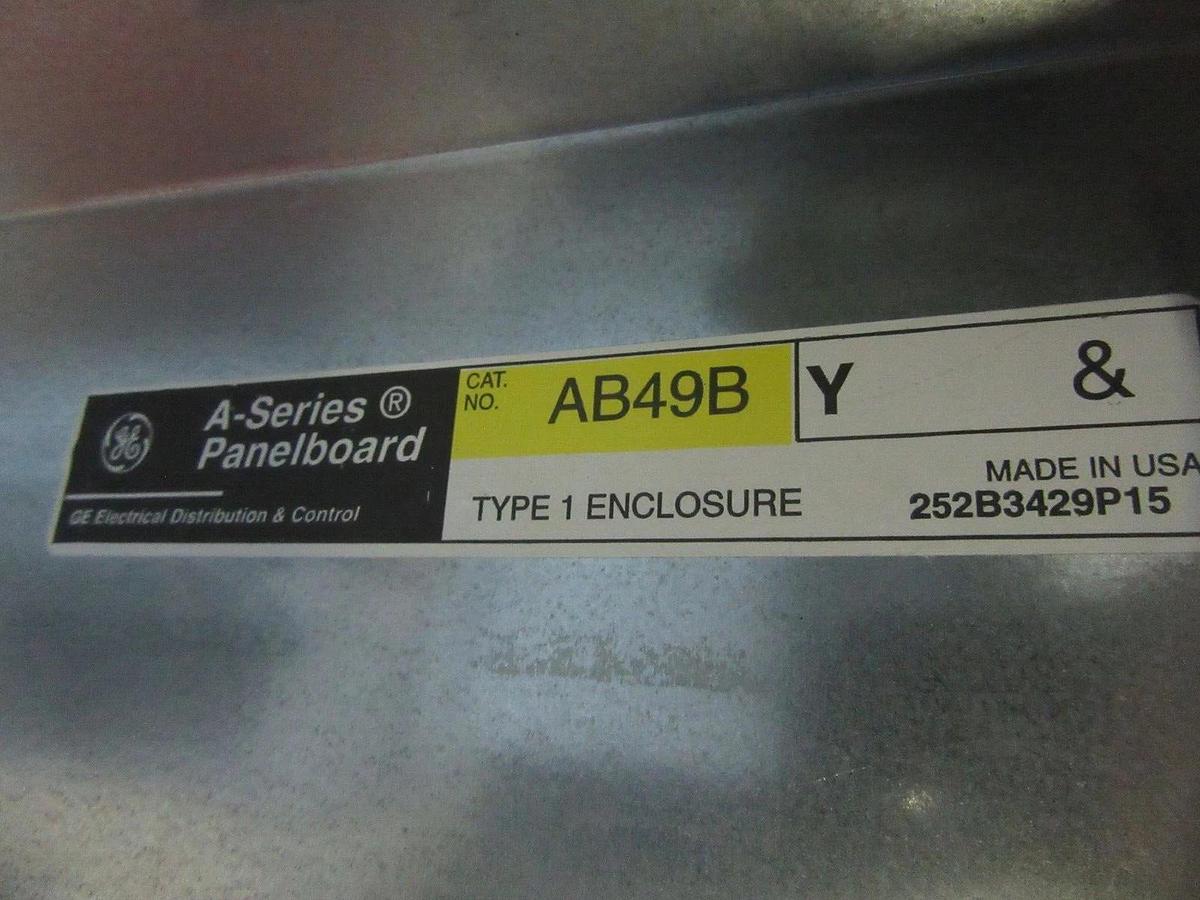 GE
A-Series ®
Panelboard
GE Electrical Distribution & Control
CAT.
NO.
AB49B
Y
&
TYPE 1 ENCLOSURE
MADE IN USA
252B3429P15